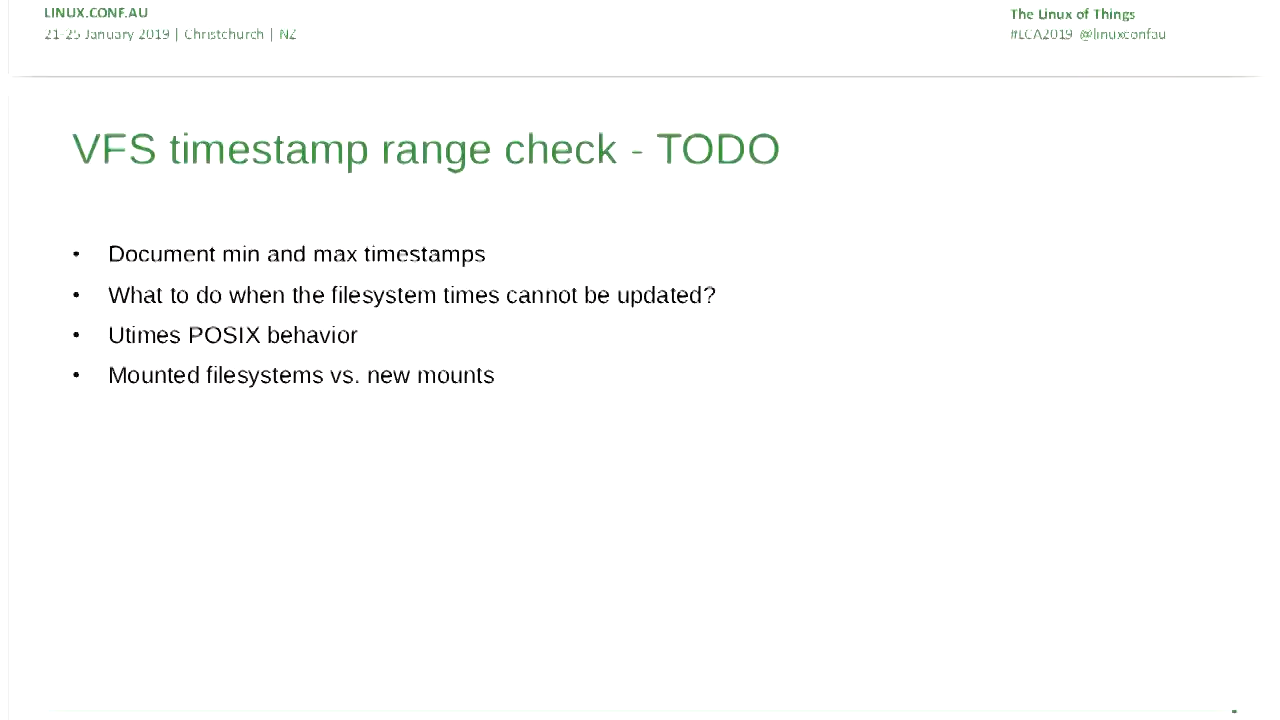 LINUX.CONF.AU
21-25 January 2019 | Christchurch | NZ
The Linux of Things
#LCA2019 @linuxconfau
VFS timestamp range check - TODO
• Document min and max timestamps
• What to do when the filesystem times cannot be updated?
• Utimes POSIX behavior
• Mounted filesystems vs. new mounts